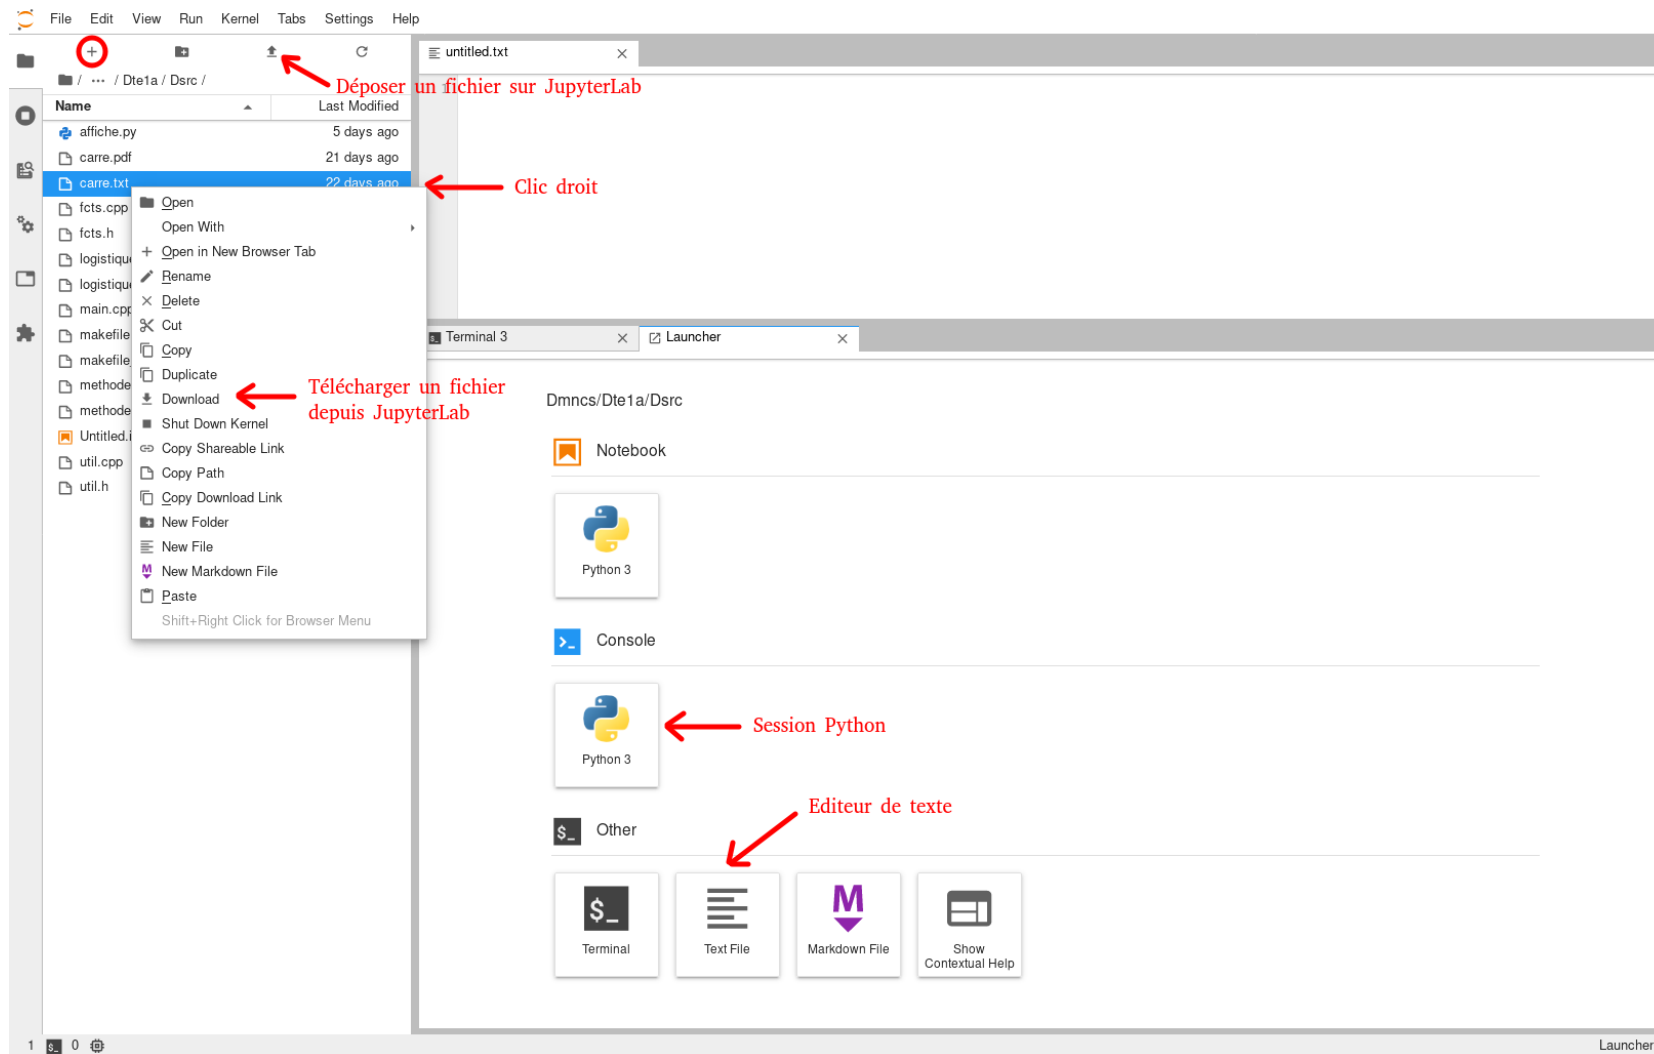 File Edit View Run Kernel Tabs Settings Help
untitled.txt
Déposer un fichier sur JupyterLab
/ ··· / Dte1a / Dsrc /
1
Name Last Modified
affiche.py 5 days ago
carre.pdf 21 days ago
carre.txt 22 days ago
Clic droit
fcts.cpp
fcts.h
logistique
logistique
main.cpp
makefile
makefile_
methode
methode
Untitled.i
util.cpp
util.h
Open
Open With
Open in New Browser Tab
Rename
Delete
Cut
Copy
Duplicate
Download
Shut Down Kernel
Copy Shareable Link
Copy Path
Copy Download Link
New Folder
New File
New Markdown File
Paste
Shift+Right Click for Browser Menu
Télécharger un fichier
depuis JupyterLab
Terminal 3 Launcher
Dmncs/Dte1a/Dsrc
Notebook
Python 3
Console
Python 3
Session Python
Editeur de texte
$_ Other
$_
Terminal Text File Markdown File Show
Contextual Help
1 $_ 0 Launcher